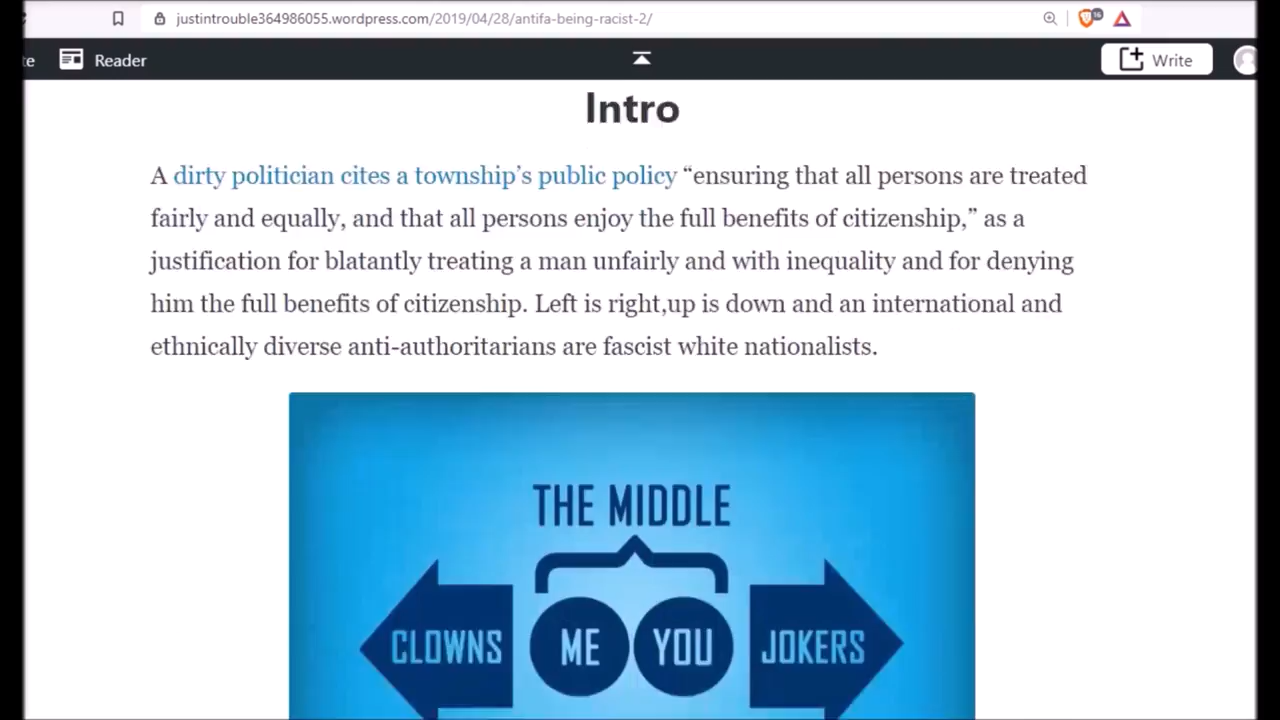 justintrouble364986055.wordpress.com/2019/04/28/antifa-being-racist-2/
16
te Reader Write
Intro
A dirty politician cites a township’s public policy “ensuring that all persons are treated
fairly and equally, and that all persons enjoy the full benefits of citizenship,” as a
justification for blatantly treating a man unfairly and with inequality and for denying
him the full benefits of citizenship. Left is right,up is down and an international and
ethnically diverse anti-authoritarians are fascist white nationalists.
THE MIDDLE
CLOWNS ME YOU JOKERS